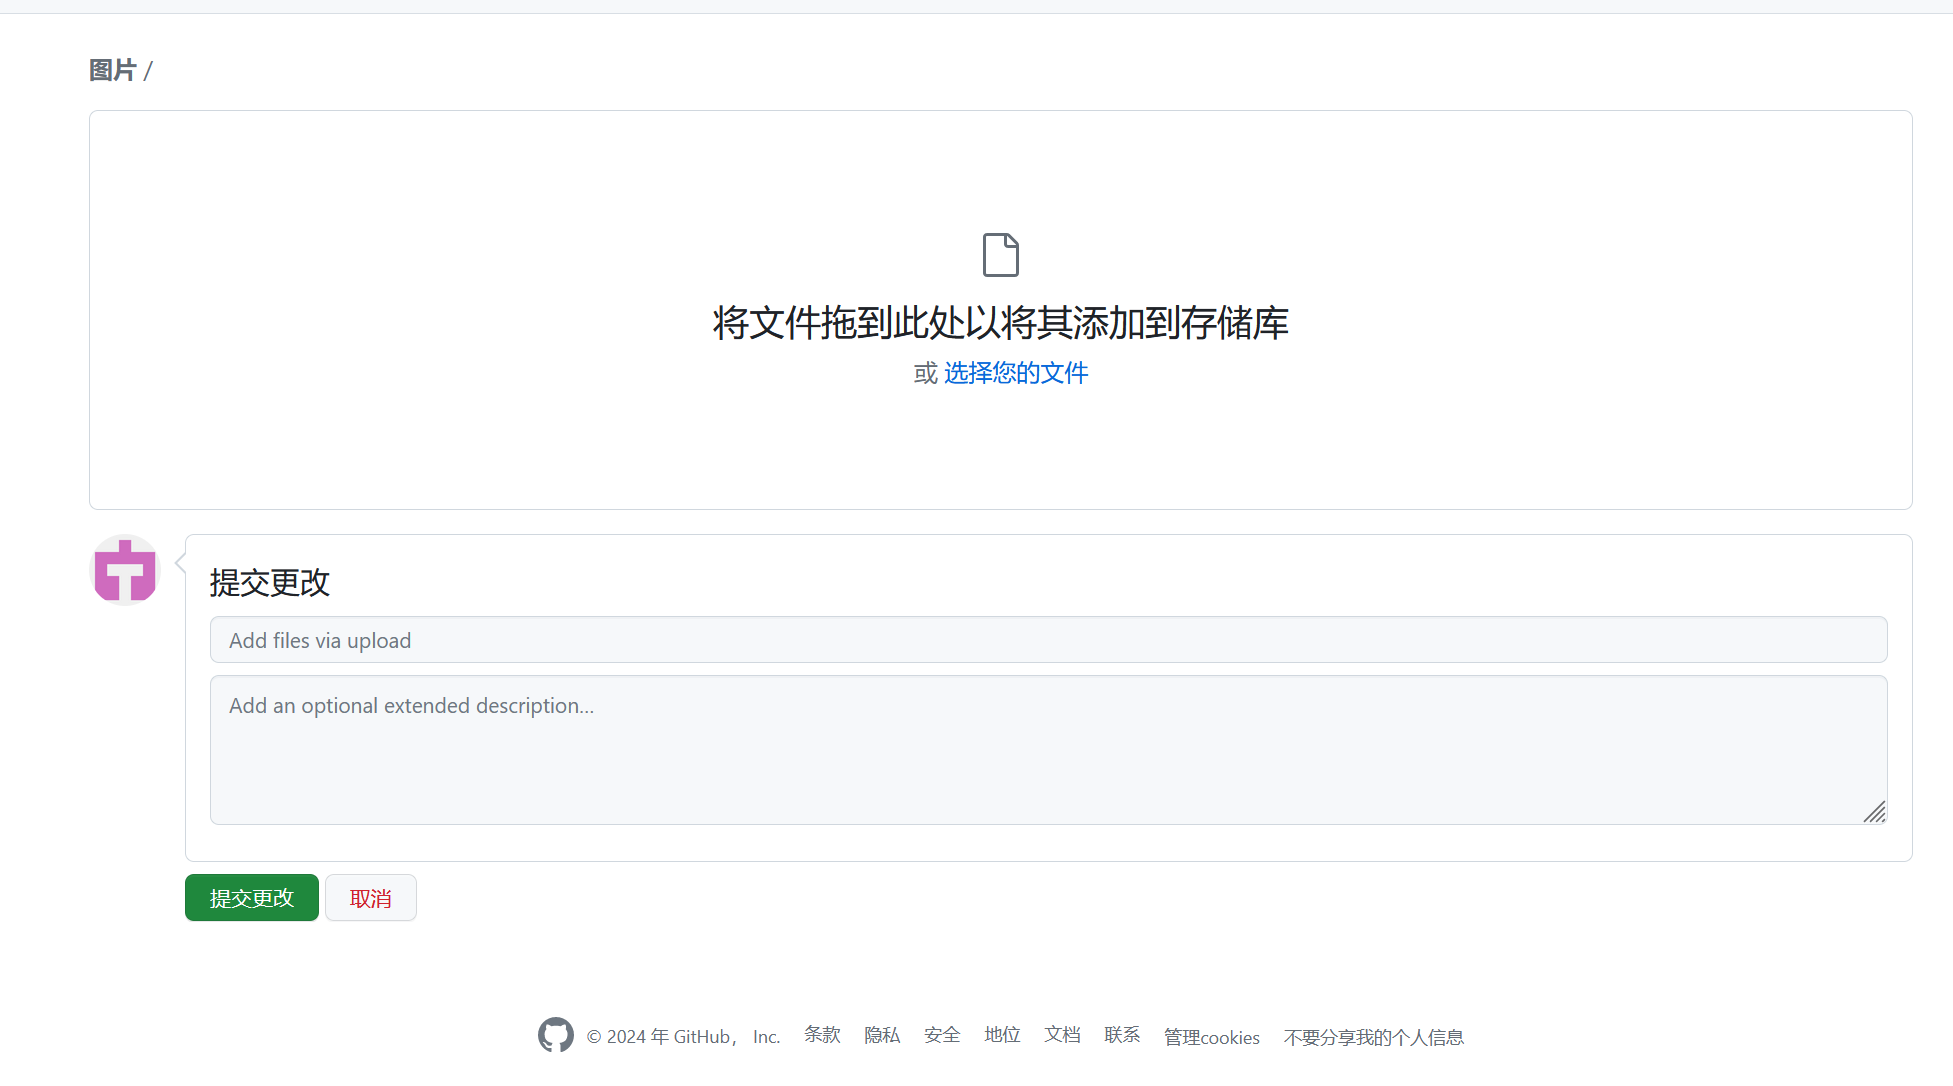 图片 /
将文件拖到此处以将其添加到存储库
或 选择您的文件
提交更改
Add files via upload
Add an optional extended description...
提交更改 取消
© 2024 年 GitHub， Inc. 条款 隐私 安全 地位 文档 联系 管理cookies 不要分享我的个人信息